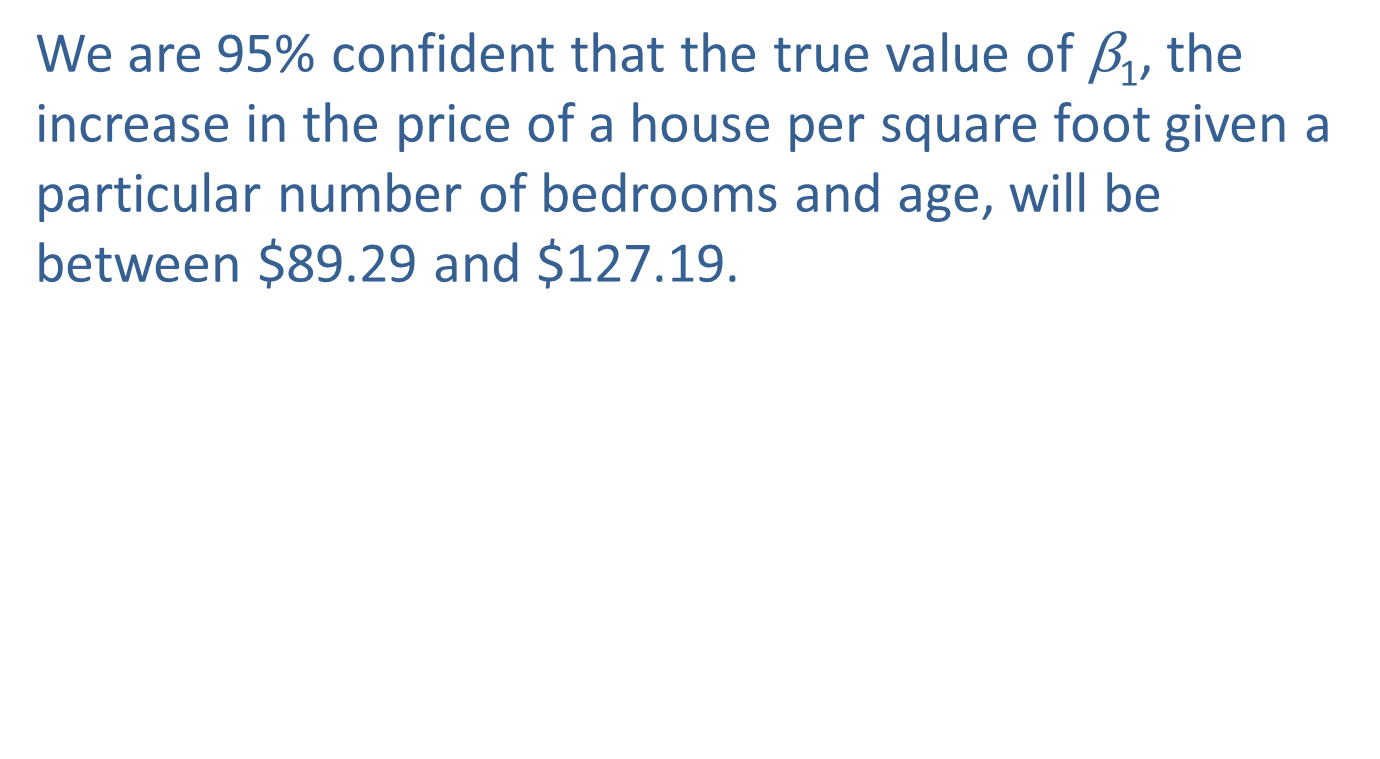 We are 95% confident that the true value of β₁, the
increase in the price of a house per square foot given a
particular number of bedrooms and age, will be
between $89.29 and $127.19.